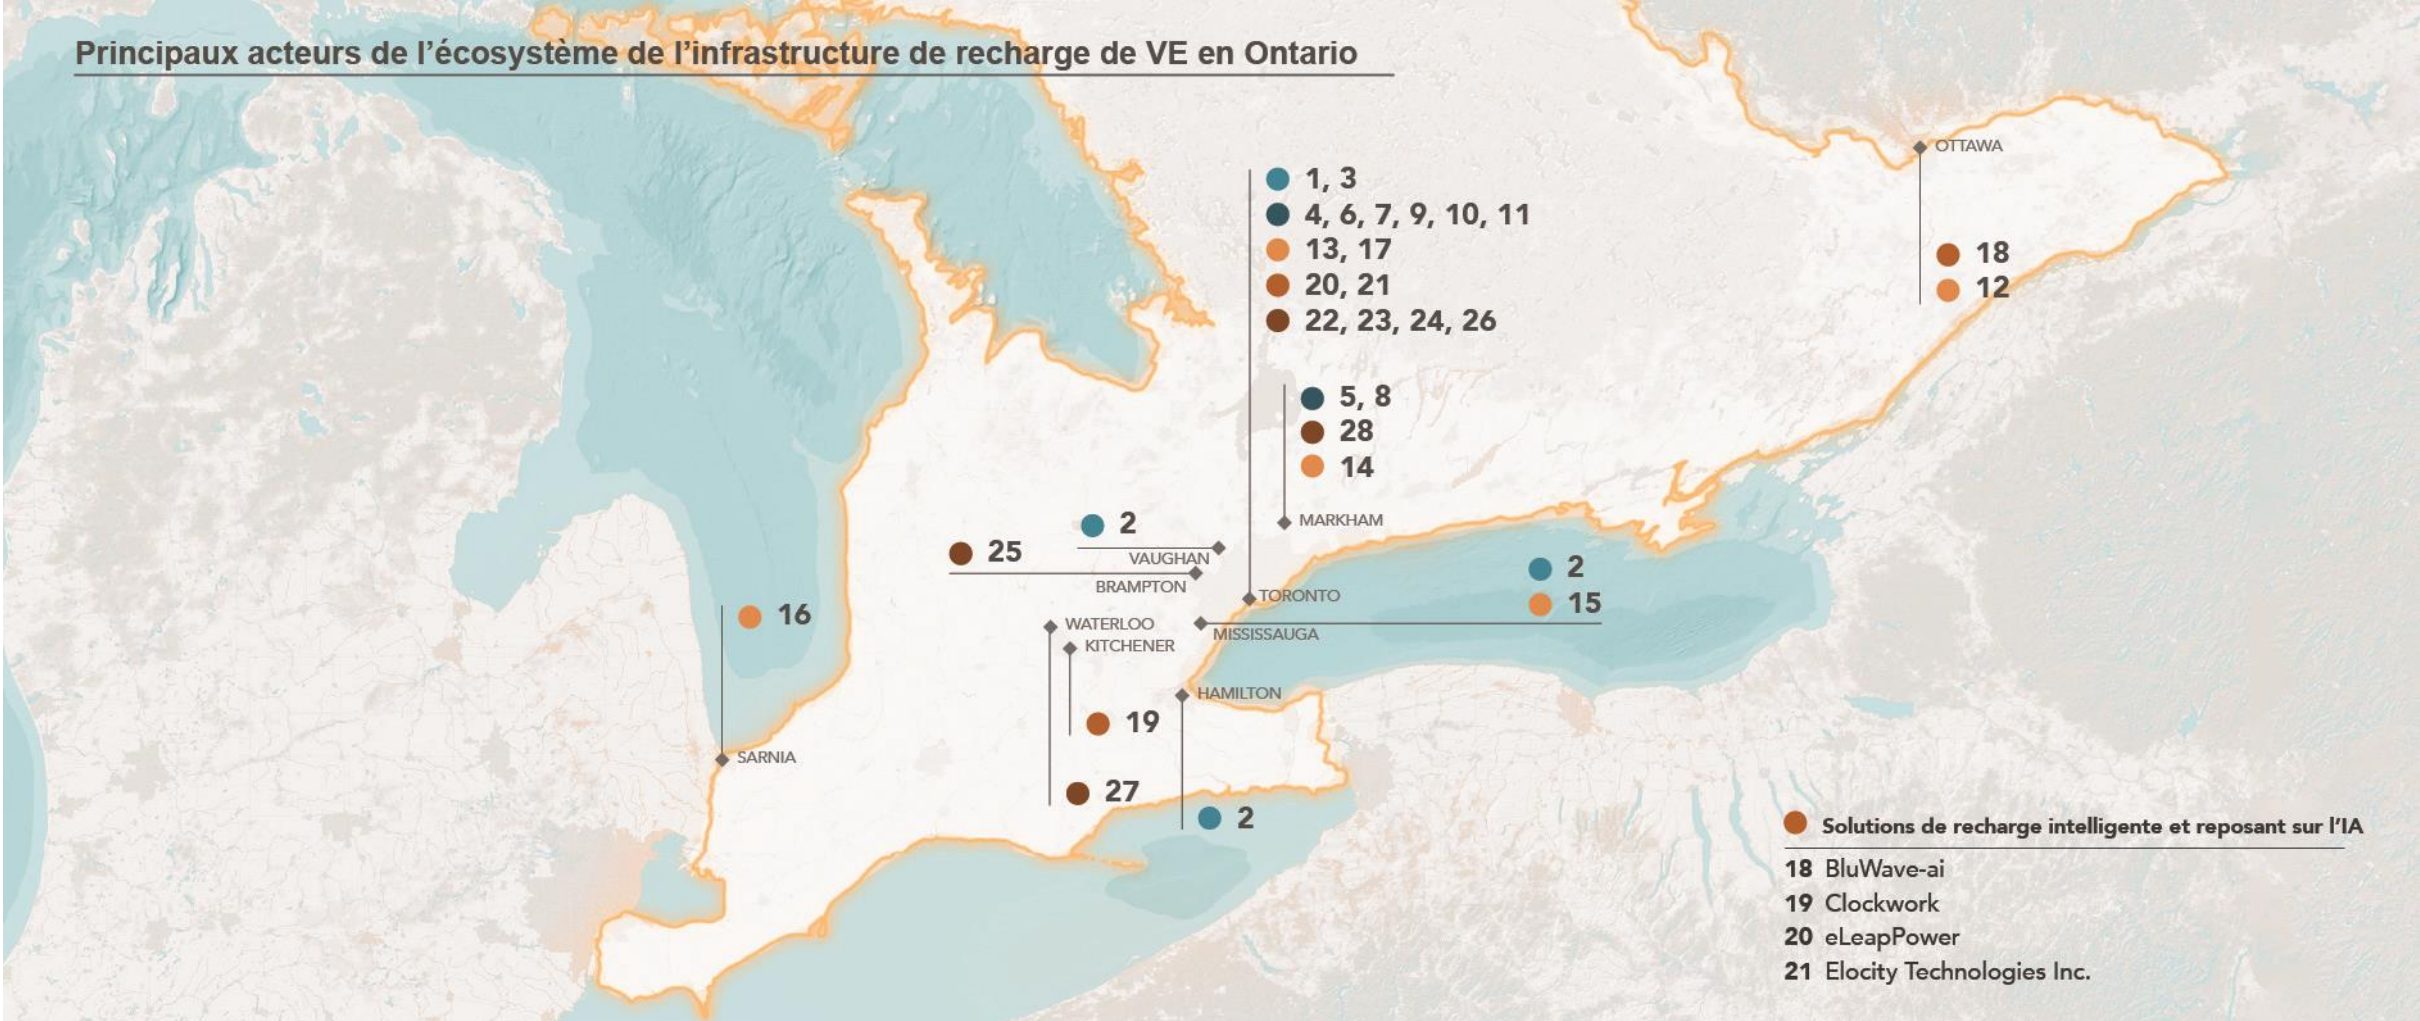 Principaux acteurs de l'écosystème de l'infrastructure de recharge de VE en Ontario
OTTAWA
18
12
1, 3
4, 6, 7, 9, 10, 11
13, 17
20, 21
22, 23, 24, 26
5, 8
28
14
MARKHAM
2
VAUGHAN
25
BRAMPTON
TORONTO
2
15
MISSISSAUGA
16
SARNIA
WATERLOO
KITCHENER
19
27
HAMILTON
2
Solutions de recharge intelligente et reposant sur l'IA
18 BluWave-ai
19 Clockwork
20 eLeapPower
21 Elocity Technologies Inc.